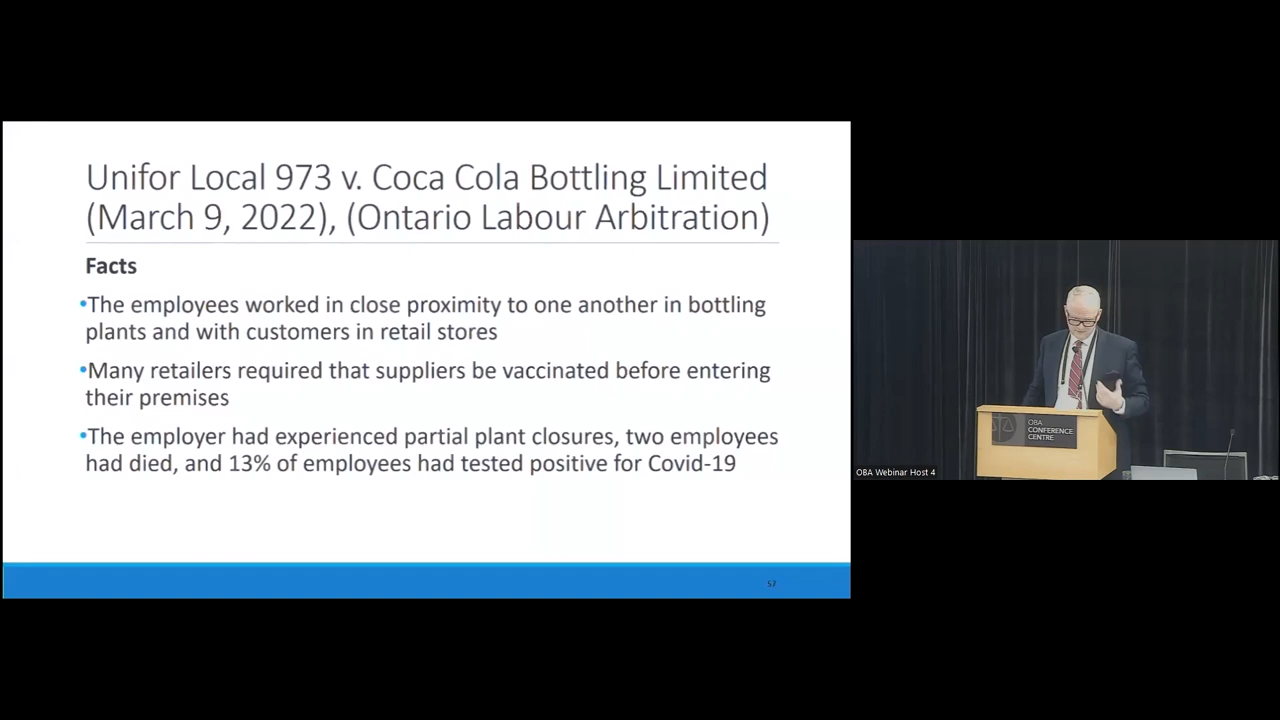 Unifor Local 973 v. Coca Cola Bottling Limited
(March 9, 2022), (Ontario Labour Arbitration)
Facts
•The employees worked in close proximity to one another in bottling
plants and with customers in retail stores
•Many retailers required that suppliers be vaccinated before entering
their premises
•The employer had experienced partial plant closures, two employees
had died, and 13% of employees had tested positive for Covid-19
57
OBA
CONFERENCE
CENTRE
OBA Webinar Host 4